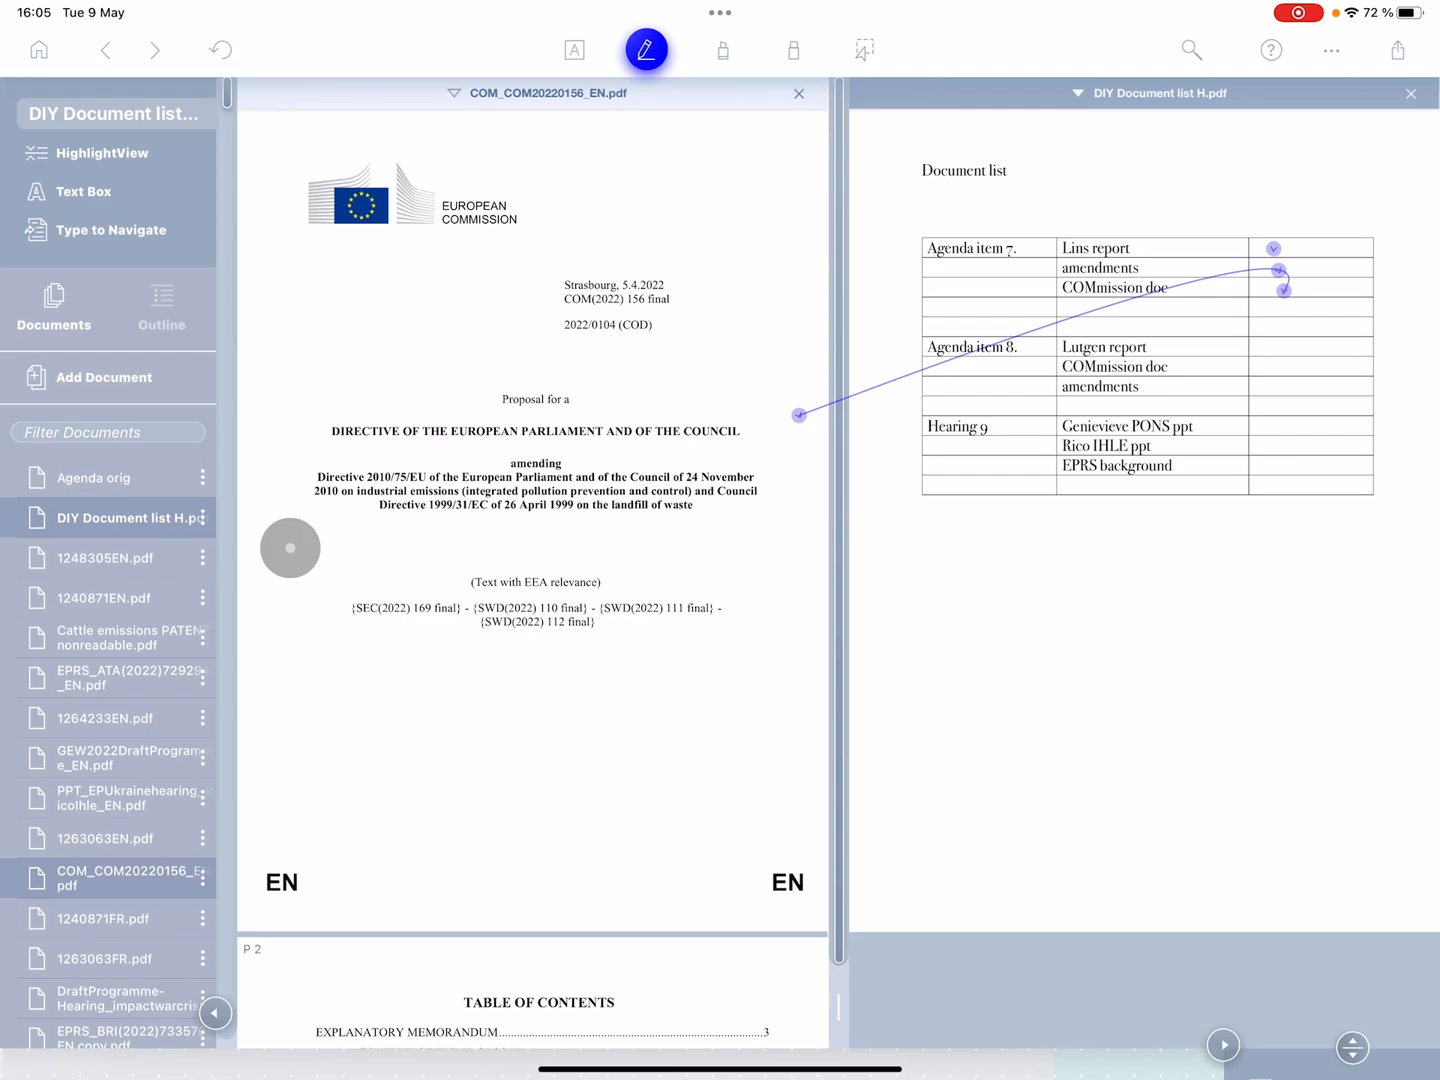 16:05 Tue 9 May
72 %
A
?
DIY Document list...
HighlightView
Text Box
Type to Navigate
Documents
Outline
Add Document
Filter Documents
Agenda orig
DIY Document list H.pd
1248305EN.pdf
1240871EN.pdf
Cattle emissions PATENT
nonreadable.pdf
EPRS_ATA(2022)72929
_EN.pdf
1264233EN.pdf
GEW2022DraftProgramm
e_EN.pdf
PPT_EPUkrainehearing_
icoIhle_EN.pdf
1263063EN.pdf
COM_COM20220156_EN.
pdf
1240871FR.pdf
1263063FR.pdf
DraftProgramme-
Hearing_impactwarcris
EPRS_BRI(2022)73357
EN copy.pdf
COM_COM20220156_EN.pdf
EUROPEAN
COMMISSION
Strasbourg, 5.4.2022
COM(2022) 156 final
2022/0104 (COD)
Proposal for a
DIRECTIVE OF THE EUROPEAN PARLIAMENT AND OF THE COUNCIL
amending
Directive 2010/75/EU of the European Parliament and of the Council of 24 November
2010 on industrial emissions (integrated pollution prevention and control) and Council
Directive 1999/31/EC of 26 April 1999 on the landfill of waste
(Text with EEA relevance)
{SEC(2022) 169 final} - {SWD(2022) 110 final} - {SWD(2022) 111 final} -
{SWD(2022) 112 final}
EN EN
P 2
TABLE OF CONTENTS
EXPLANATORY MEMORANDUM..........3
DIY Document list H.pdf
Document list
Agenda item 7. Lins report
amendments
COMmission doc
Agenda item 8. Lutgen report
COMmission doc
amendments
Hearing 9 Genievieve PONS ppt
Rico IHLE ppt
EPRS background